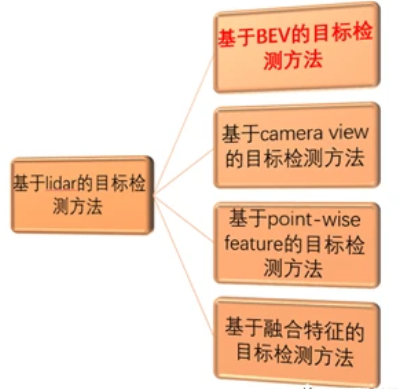 基于BEV的目标检
测方法
基于camera view
的目标检测方法
基于lidar的目标检
测方法
基于point-wise
feature的目标检
测方法
基于融合特征的
目标检测方法